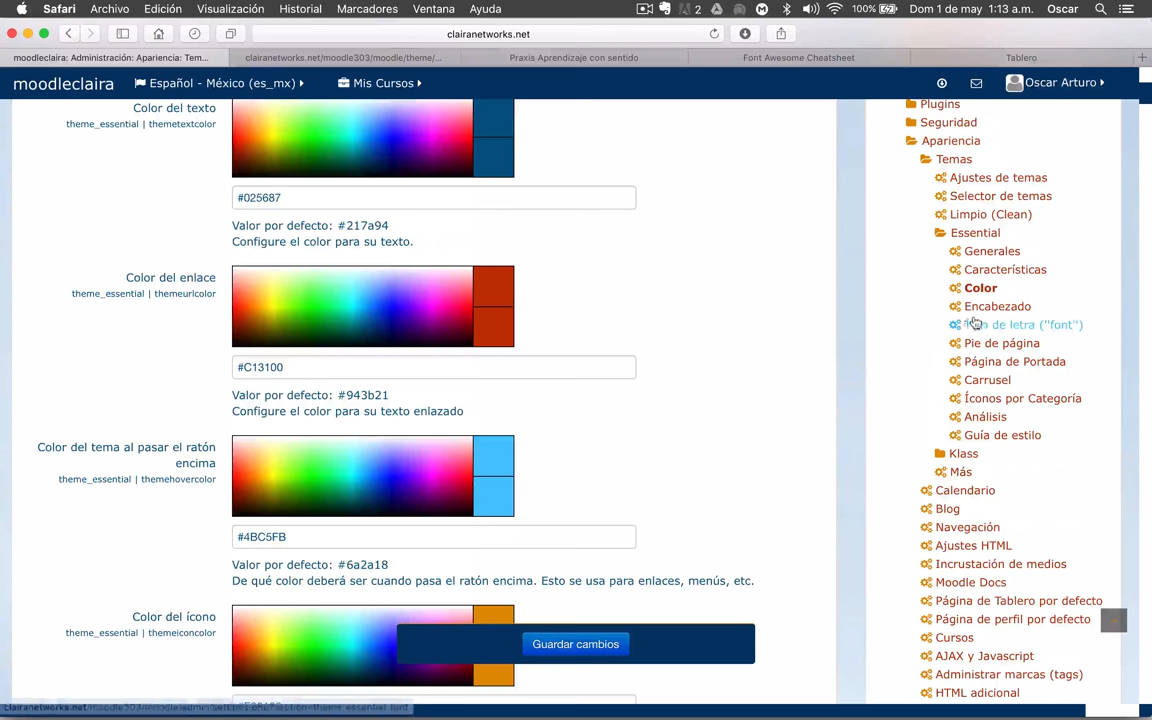 Safari Archivo Edición Visualización Historial Marcadores Ventana Ayuda 2 100% Dom 1 de may 1:13 a.m. Oscar
clairanetworks.net
moodleclaira: Administración: Apariencia: Tem... clairanetworks.net/moodle303/moodle/theme/... Praxis Aprendizaje con sentido Font Awesome Cheatsheet Tablero
moodleclaira Español - México (es_mx) Mis Cursos Oscar Arturo
Color del texto
theme_essential | themetextcolor
#025687
Valor por defecto: #217a94
Configure el color para su texto.
Color del enlace
theme_essential | themeurlcolor
#C13100
Valor por defecto: #943b21
Configure el color para su texto enlazado
Color del tema al pasar el ratón
encima
theme_essential | themehovercolor
#4BC5FB
Valor por defecto: #6a2a18
De qué color deberá ser cuando pasa el ratón encima. Esto se usa para enlaces, menús, etc.
Color del ícono
theme_essential | themeiconcolor
Guardar cambios
Plugins
Seguridad
Apariencia
Temas
Ajustes de temas
Selector de temas
Limpio (Clean)
Essential
Generales
Características
Color
Encabezado
de letra ("font")
Pie de página
Página de Portada
Carrusel
Íconos por Categoría
Análisis
Guía de estilo
Klass
Más
Calendario
Blog
Navegación
Ajustes HTML
Incrustación de medios
Moodle Docs
Página de Tablero por defecto
Página de perfil por defecto
Cursos
AJAX y Javascript
Administrar marcas (tags)
HTML adicional